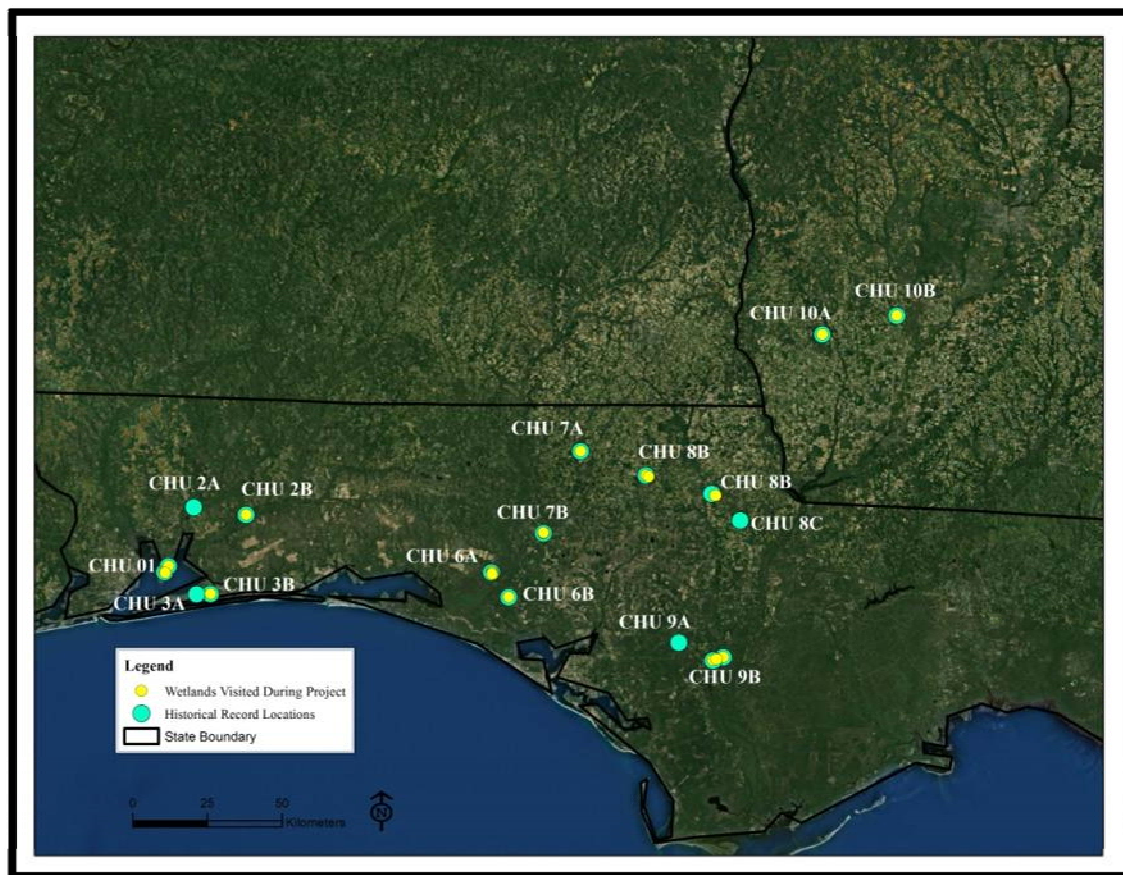 CHU 10B
CHU 10A
CHU 7A
CHU 8B
CHU 2A
CHU 2B
CHU 8B
CHU 8C
CHU 7B
CHU 6A
CHU 01
CHU 3B
CHU 3A
CHU 6B
CHU 9A
CHU 9B
Legend
Wetlands Visited During Project
Historical Record Locations
State Boundary
0 25 50
Kilometers
N